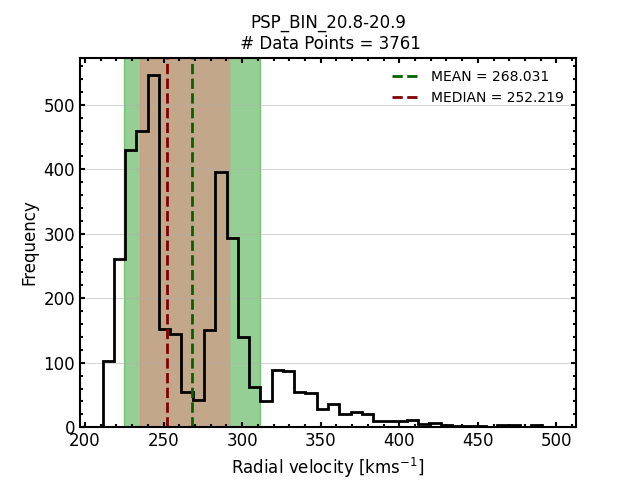 PSP_BIN_20.8-20.9
# Data Points = 3761
MEAN = 268.031
MEDIAN = 252.219
Frequency
500
400
300
200
100
0
200 250 300 350 400 450 500
Radial velocity [kms⁻¹]